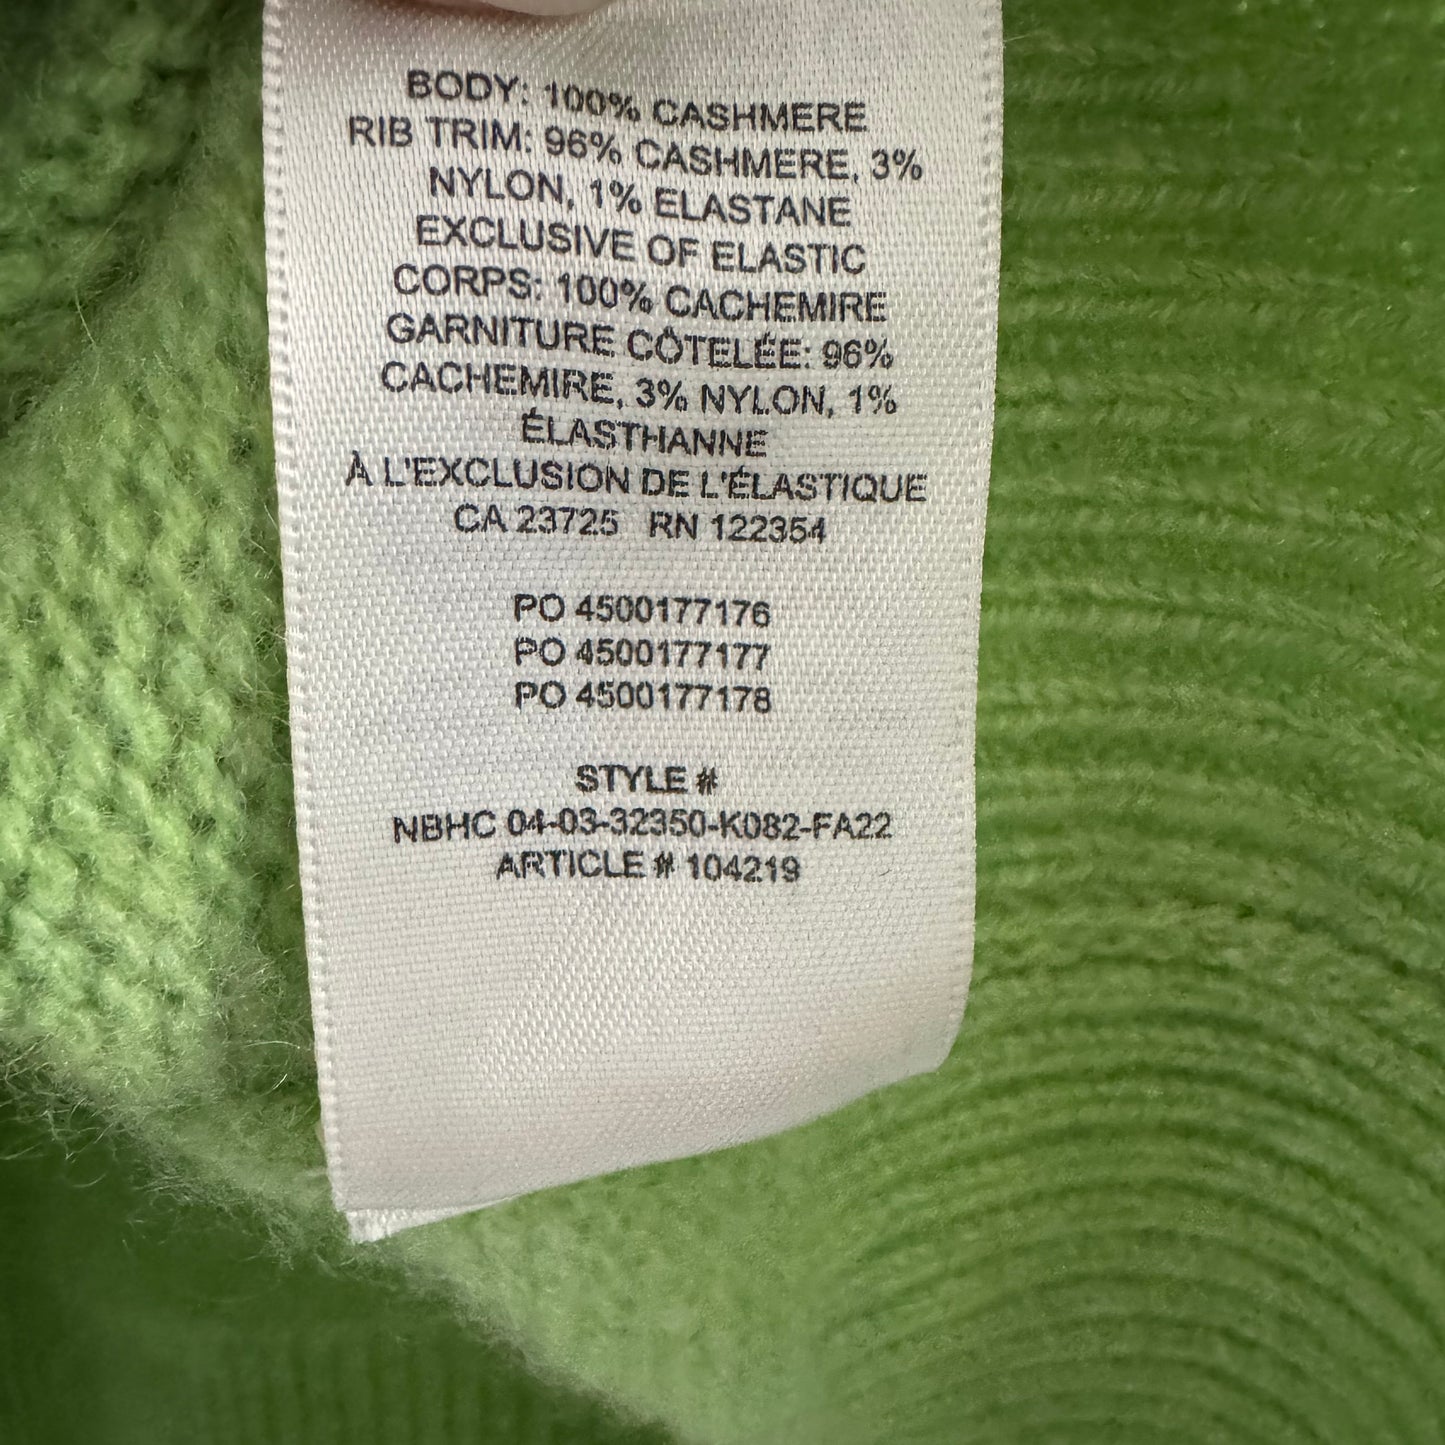 BODY: 100% CASHMERE
RIB TRIM: 96% CASHMERE, 3%
NYLON, 1% ELASTANE
EXCLUSIVE OF ELASTIC
CORPS: 100% CACHEMIRE
GARNITURE CÔTELÉE: 96%
CACHEMIRE, 3% NYLON, 1%
ÉLASTHANNE
À L'EXCLUSION DE L'ÉLASTIQUE
CA 23725 RN 122354
PO 4500177176
PO 4500177177
PO 4500177178
STYLE #
NBHC 04-03-32350-K082-FA22
ARTICLE # 104219